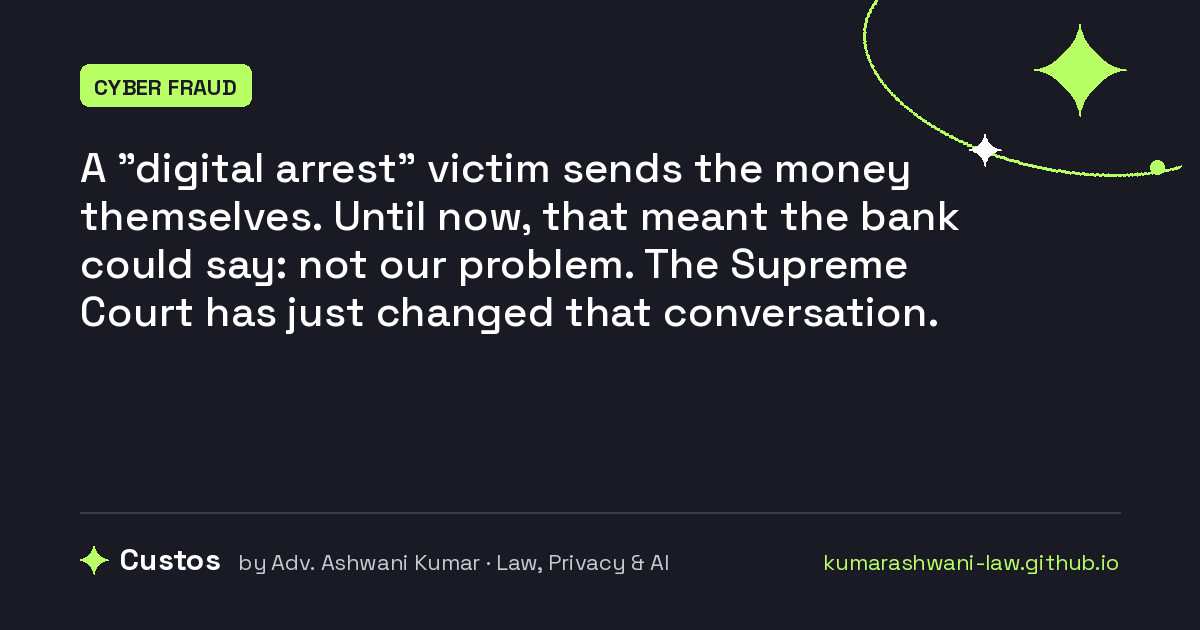 CYBER FRAUD
A ”digital arrest” victim sends the money
themselves. Until now, that meant the bank
could say: not our problem. The Supreme
Court has just changed that conversation.
Custos by Adv. Ashwani Kumar · Law, Privacy & AI kumarashwani-law.github.io